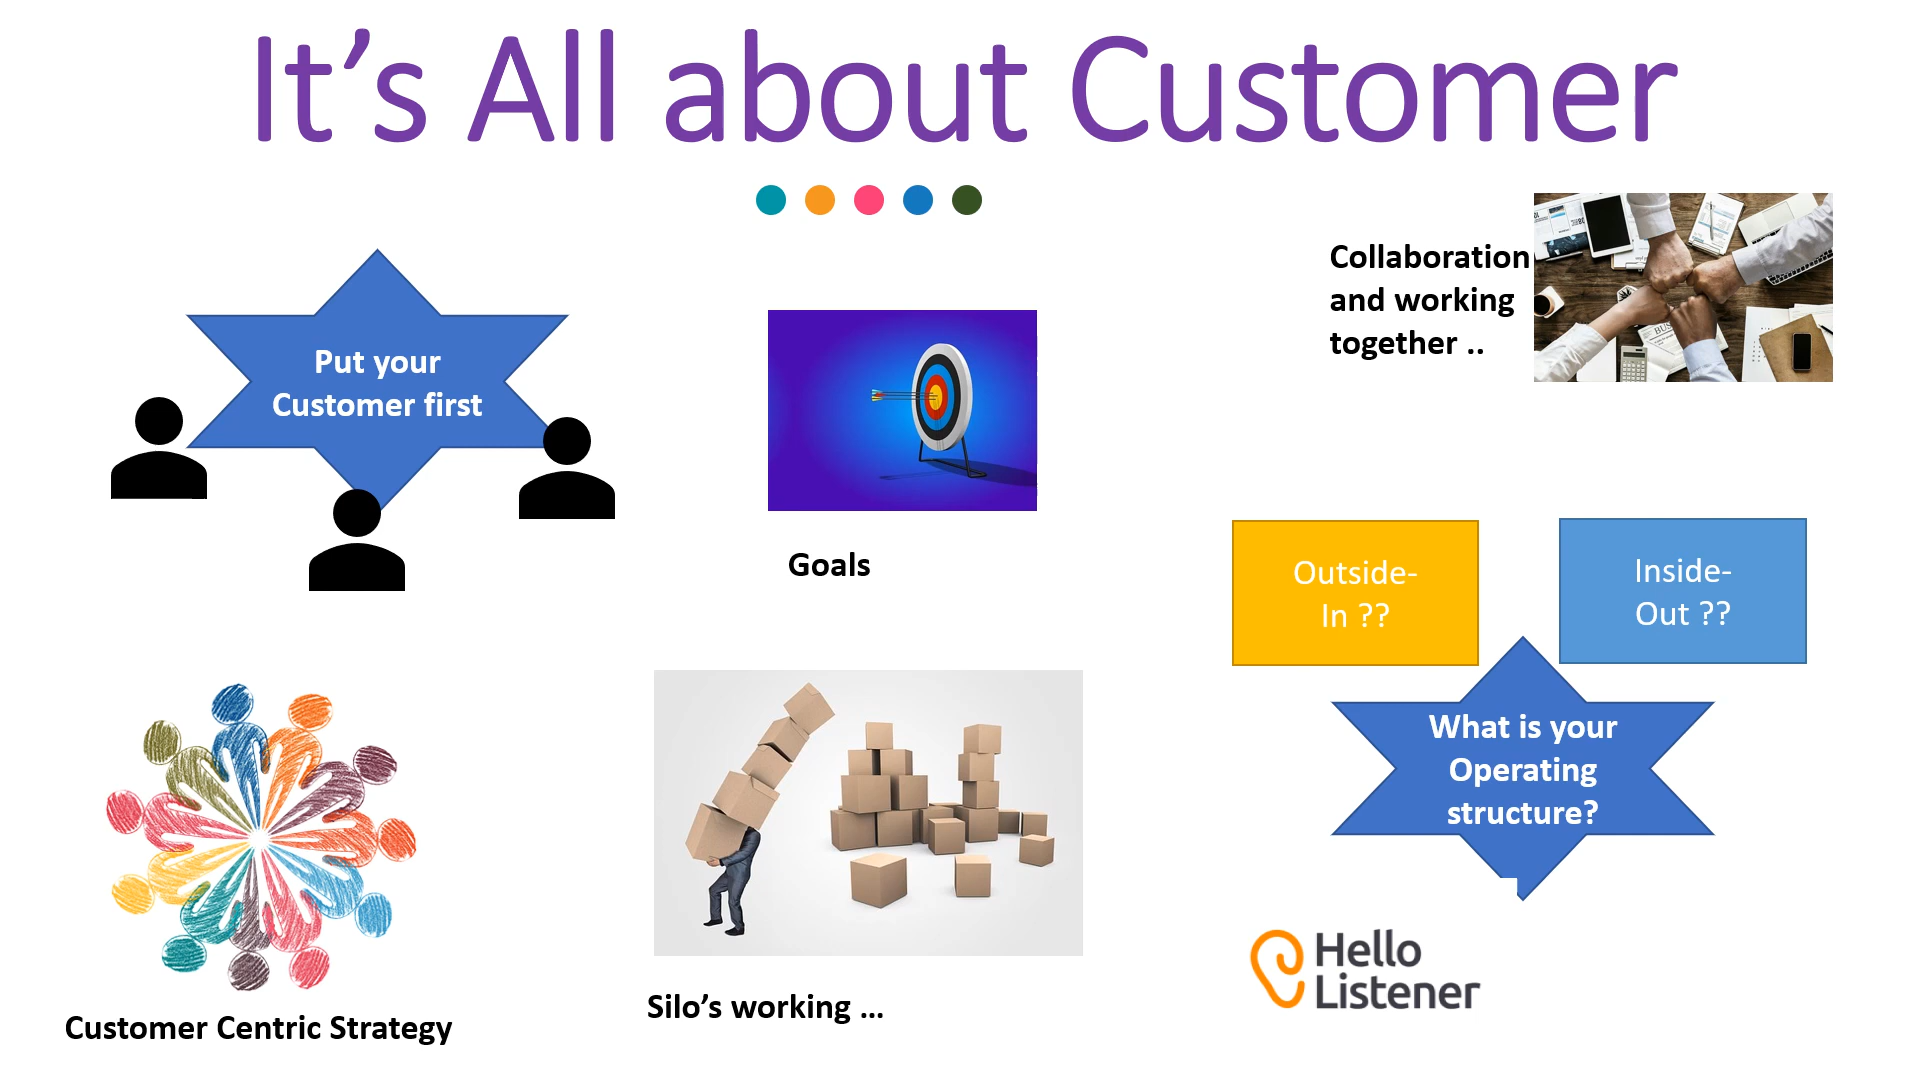 It’s All about Customer
Put your
Customer first
Goals
Collaboration
and working
together ..
Outside-
In ??
Inside-
Out ??
What is your
Operating
structure?
Customer Centric Strategy
Silo’s working ...
Hello
Listener